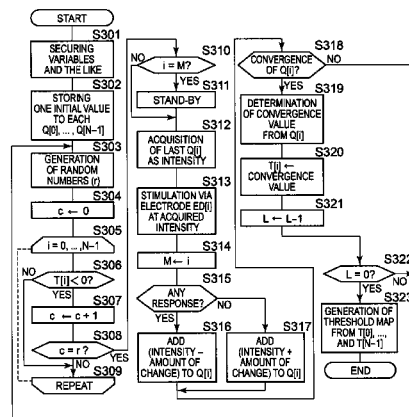 START
S301
SECURING
VARIABLES
AND THE LIKE
S302
STORING
ONE INITIAL VALUE
TO EACH
Q[0], ..., Q[N−1]
S303
GENERATION
OF RANDOM
NUMBERS (r)
S304
c ← 0
S305
i = 0, ..., N−1
S306
NO
T[i] < 0?
YES
S307
c ← c + 1
S308
c = r?
YES
NO
S309
REPEAT
S310
NO
i = M?
YES
S311
STAND-BY
S312
ACQUISITION
OF LAST Q[i]
AS INTENSITY
S313
STIMULATION VIA
ELECTRODE ED[i]
AT ACQUIRED
INTENSITY
S314
M ← i
S315
ANY
RESPONSE?
NO
YES
S316
ADD
(INTENSITY −
AMOUNT OF
CHANGE) TO Q[i]
S317
ADD
(INTENSITY +
AMOUNT OF
CHANGE) TO Q[i]
S318
CONVERGENCE
OF Q[i]?
NO
YES
S319
DETERMINATION
OF CONVERGENCE
VALUE
FROM Q[i]
S320
T[i] ←
CONVERGENCE
VALUE
S321
L ← L−1
S322
L = 0?
NO
YES
S323
GENERATION OF
THRESHOLD MAP
FROM T[0], ...,
AND T[N−1]
END